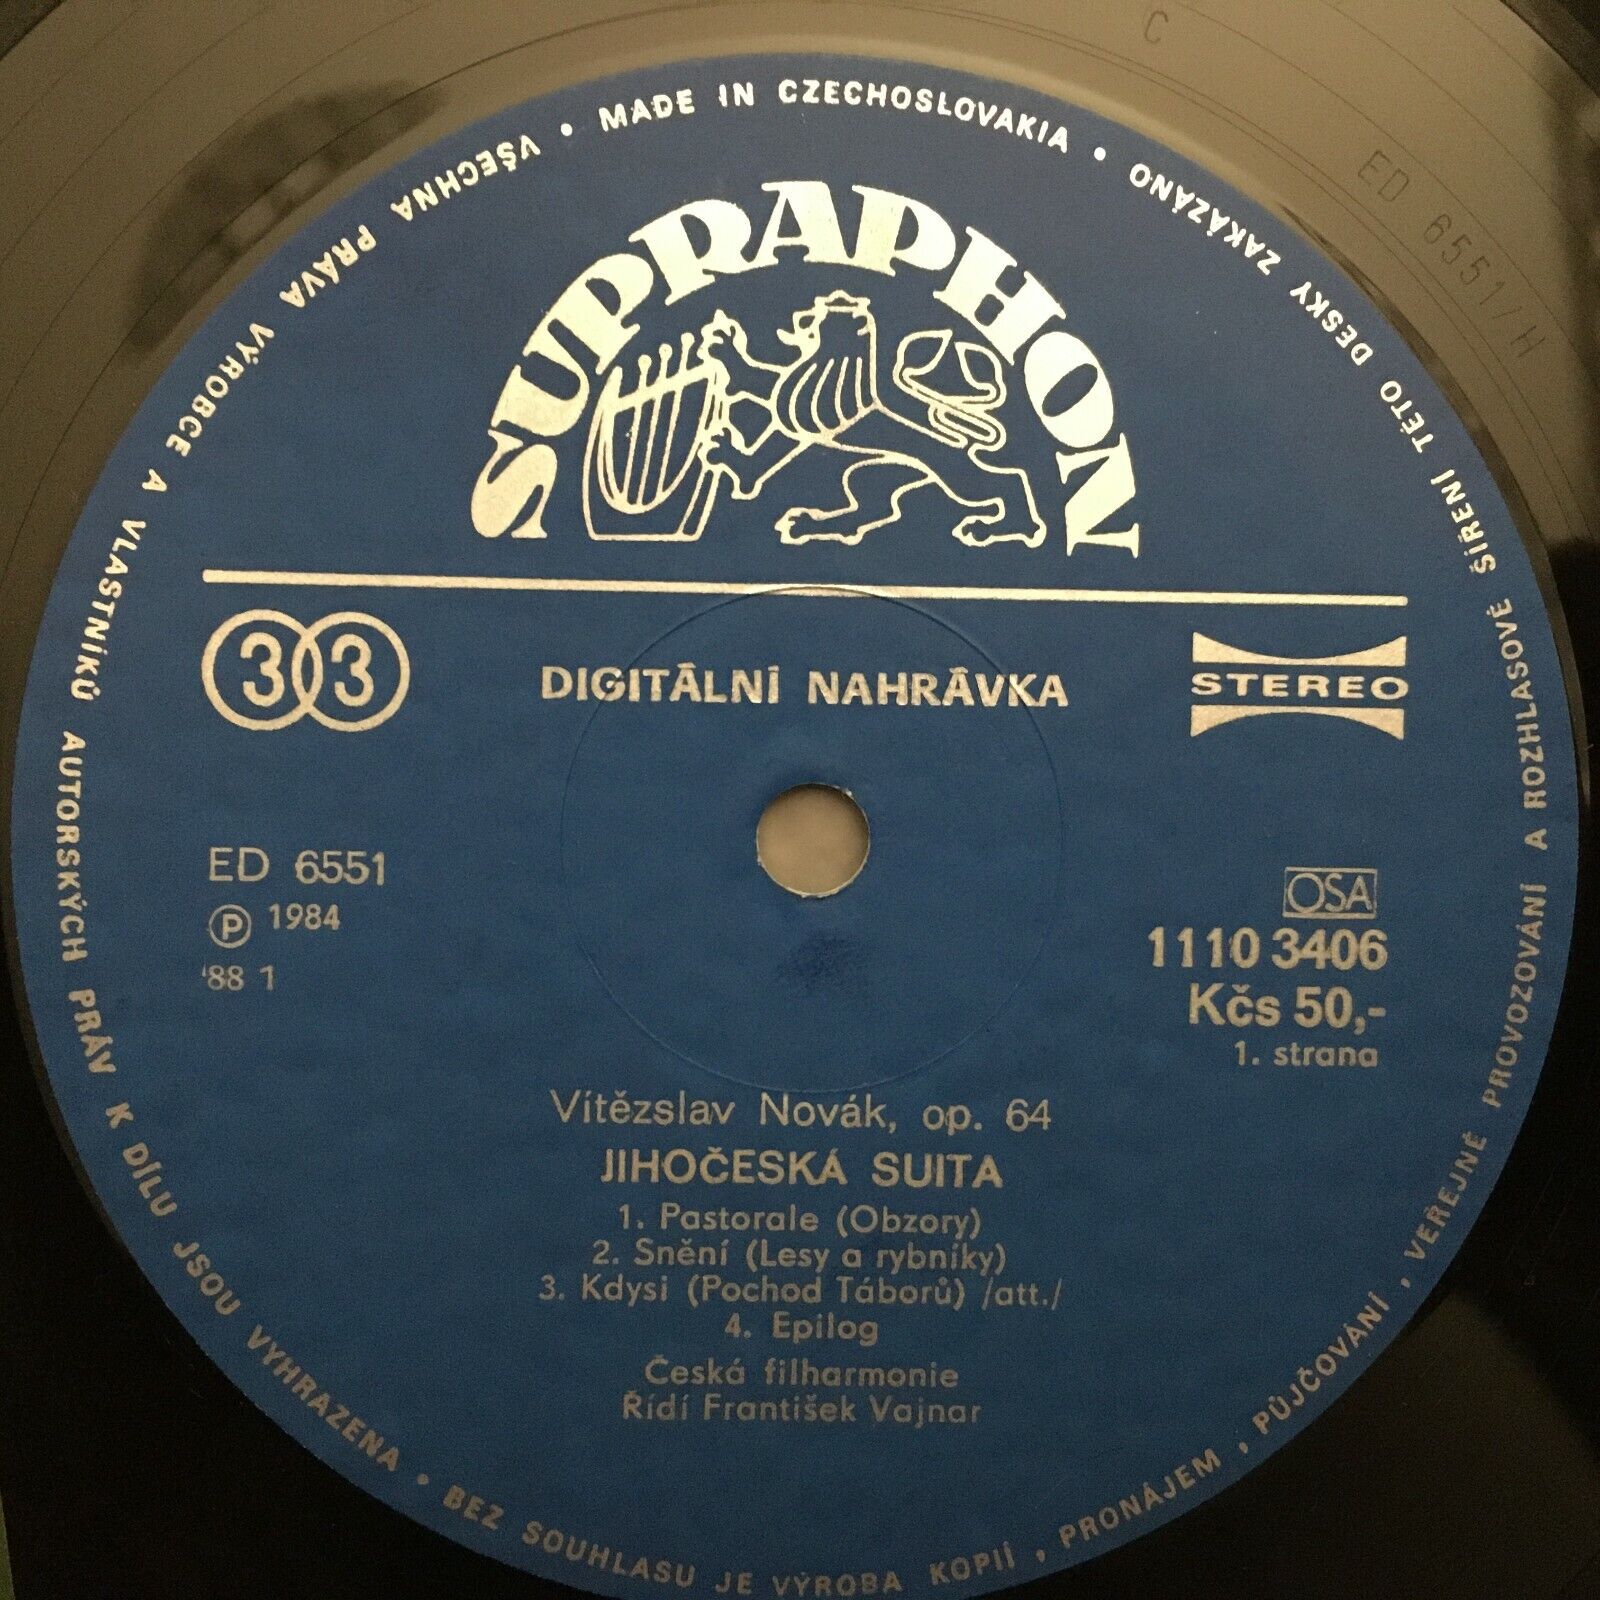 MADE IN CZECHOSLOVAKIA • ZAKÁZÁNO
VŠECHNA PRÁVA VÝROBCE A VLASTNÍKŮ AUTORSKÝCH PRÁV K DÍLU JSOU VYHRAZENA • BEZ SOUHLASU JE VÝROBA KOPIÍ, PRONÁJEM, PŮJČOVÁNÍ, VEŘEJNÉ PROVOZOVÁNÍ A ROZHLASOVÉ ŠÍŘENÍ TÉTO DESKY
C
ED 6551/H
SUPRAPHON
33
DIGITÂLNÍ NAHRÂVKA
STEREO
ED 6551
Ⓟ 1984
'88 1
OSA
1110 3406
Kčs 50,-
1. strana
Vítězslav Novák, op. 64
JIHOČESKÁ SUITA
1. Pastorale (Obzory)
2. Snění (Lesy a rybníky)
3. Kdysi (Pochod Táborů) /att./
4. Epilog
Česká filharmonie
Řídí František Vajnar